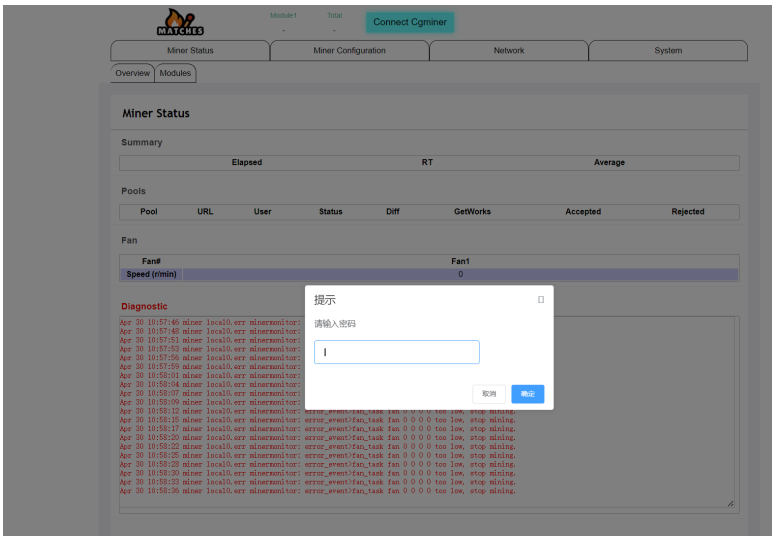 MATCHES
Module1 Total
- -
Connect Cgminer
Miner Status Miner Configuration Network System
Overview Modules
Miner Status
Summary
Elapsed RT Average
Pools
Pool URL User Status Diff GetWorks Accepted Rejected
Fan
Fan# Fan1
Speed (r/min) 0
Diagnostic
提示
请输入密码
取消 确定
Apr 30 10:57:46 miner local0.err minermonitor:
Apr 30 10:57:48 miner local0.err minermonitor:
Apr 30 10:57:51 miner local0.err minermonitor:
Apr 30 10:57:53 miner local0.err minermonitor:
Apr 30 10:57:56 miner local0.err minermonitor:
Apr 30 10:57:59 miner local0.err minermonitor:
Apr 30 10:58:01 miner local0.err minermonitor:
Apr 30 10:58:04 miner local0.err minermonitor:
Apr 30 10:58:07 miner local0.err minermonitor:
Apr 30 10:58:09 miner local0.err minermonitor:
Apr 30 10:58:12 miner local0.err minermonitor: error_event>fan_task fan 0 0 0 0 too low, stop mining.
Apr 30 10:58:15 miner local0.err minermonitor: error_event>fan_task fan 0 0 0 0 too low, stop mining.
Apr 30 10:58:17 miner local0.err minermonitor: error_event>fan_task fan 0 0 0 0 too low, stop mining.
Apr 30 10:58:20 miner local0.err minermonitor: error_event>fan_task fan 0 0 0 0 too low, stop mining.
Apr 30 10:58:22 miner local0.err minermonitor: error_event>fan_task fan 0 0 0 0 too low, stop mining.
Apr 30 10:58:25 miner local0.err minermonitor: error_event>fan_task fan 0 0 0 0 too low, stop mining.
Apr 30 10:58:28 miner local0.err minermonitor: error_event>fan_task fan 0 0 0 0 too low, stop mining.
Apr 30 10:58:30 miner local0.err minermonitor: error_event>fan_task fan 0 0 0 0 too low, stop mining.
Apr 30 10:58:33 miner local0.err minermonitor: error_event>fan_task fan 0 0 0 0 too low, stop mining.
Apr 30 10:58:36 miner local0.err minermonitor: error_event>fan_task fan 0 0 0 0 too low, stop mining.